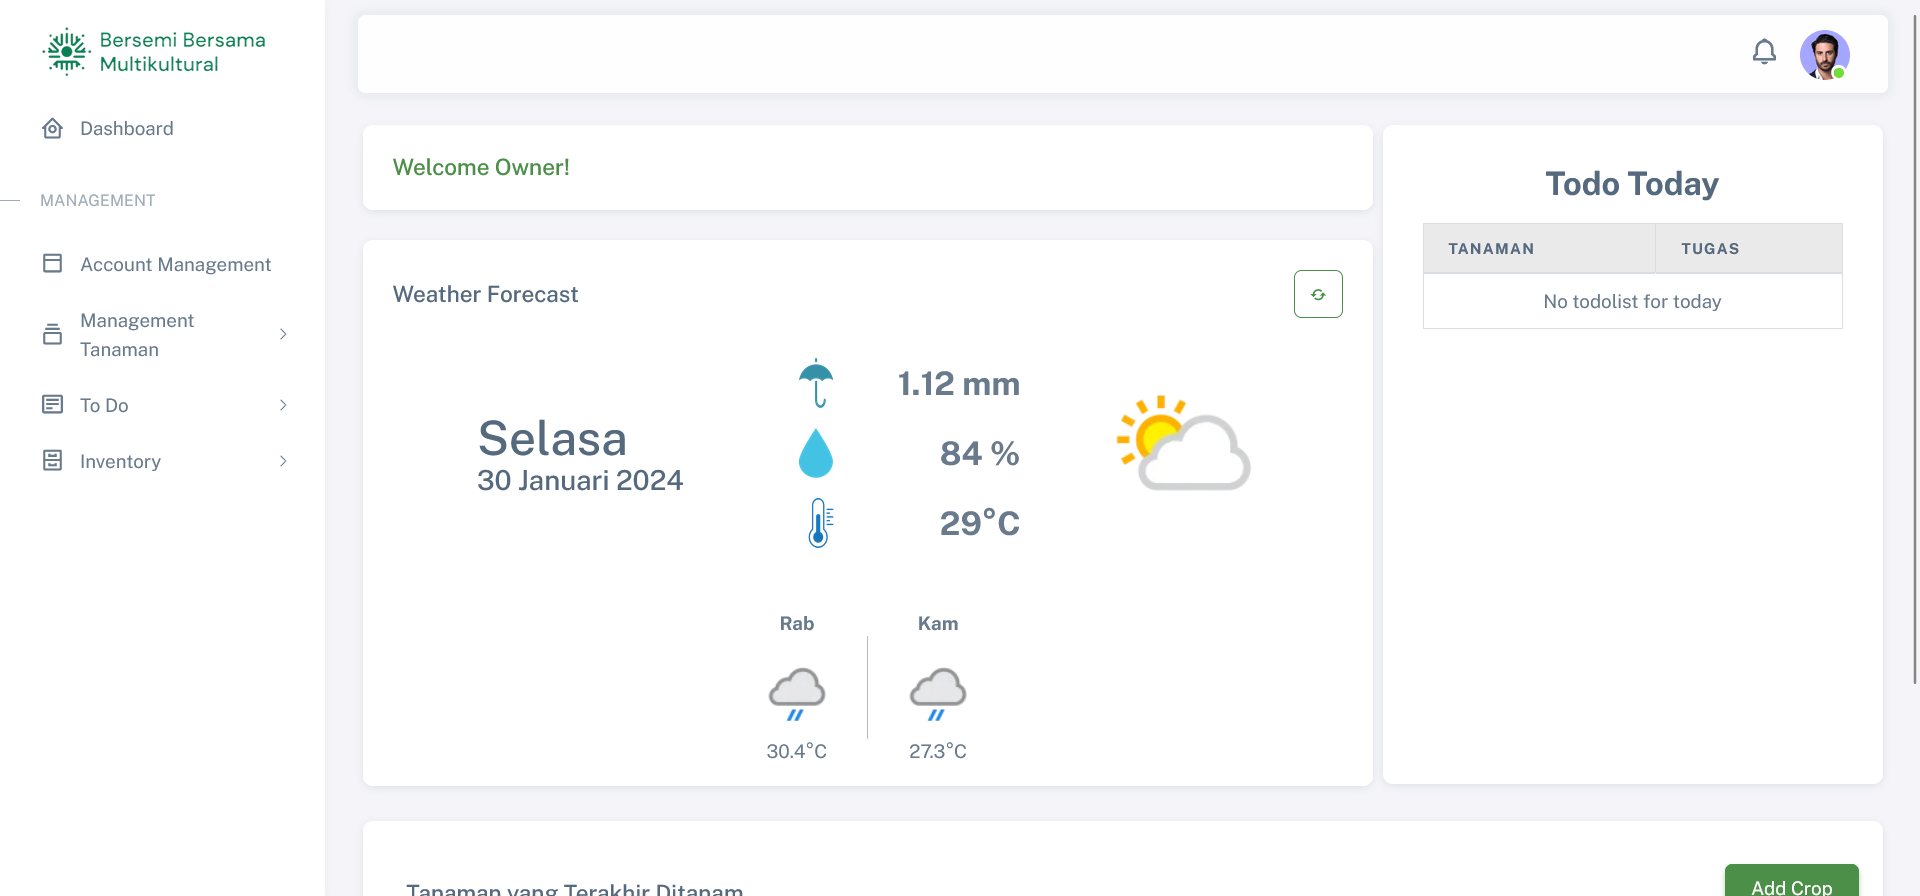 Bersemi Bersama
Multikultural
Dashboard
MANAGEMENT
Account Management
Management
Tanaman
To Do
Inventory
Welcome Owner!
Weather Forecast
Selasa
30 Januari 2024
1.12 mm
84 %
29°C
Rab
Kam
30.4°C
27.3°C
Todo Today
TANAMAN TUGAS
No todolist for today
Tanaman yang Terakhir Ditanam
Add Crop